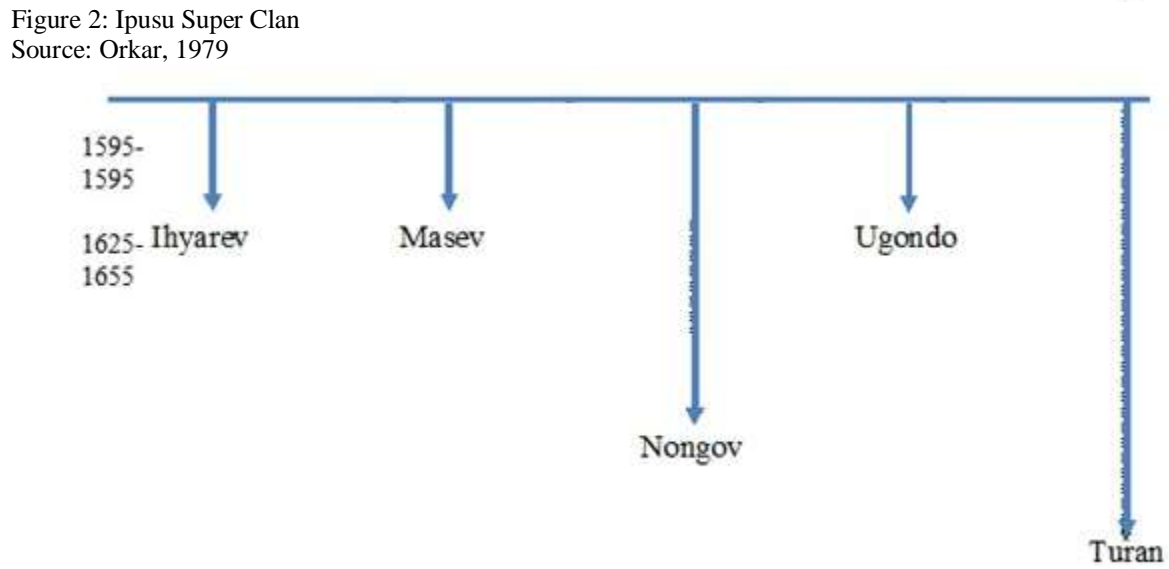 Figure 2: Ipusu Super Clan
Source: Orkar, 1979
1595-
1595
1625-
1655
Ihyarev
Masev
Ugondo
Nongov
Turan